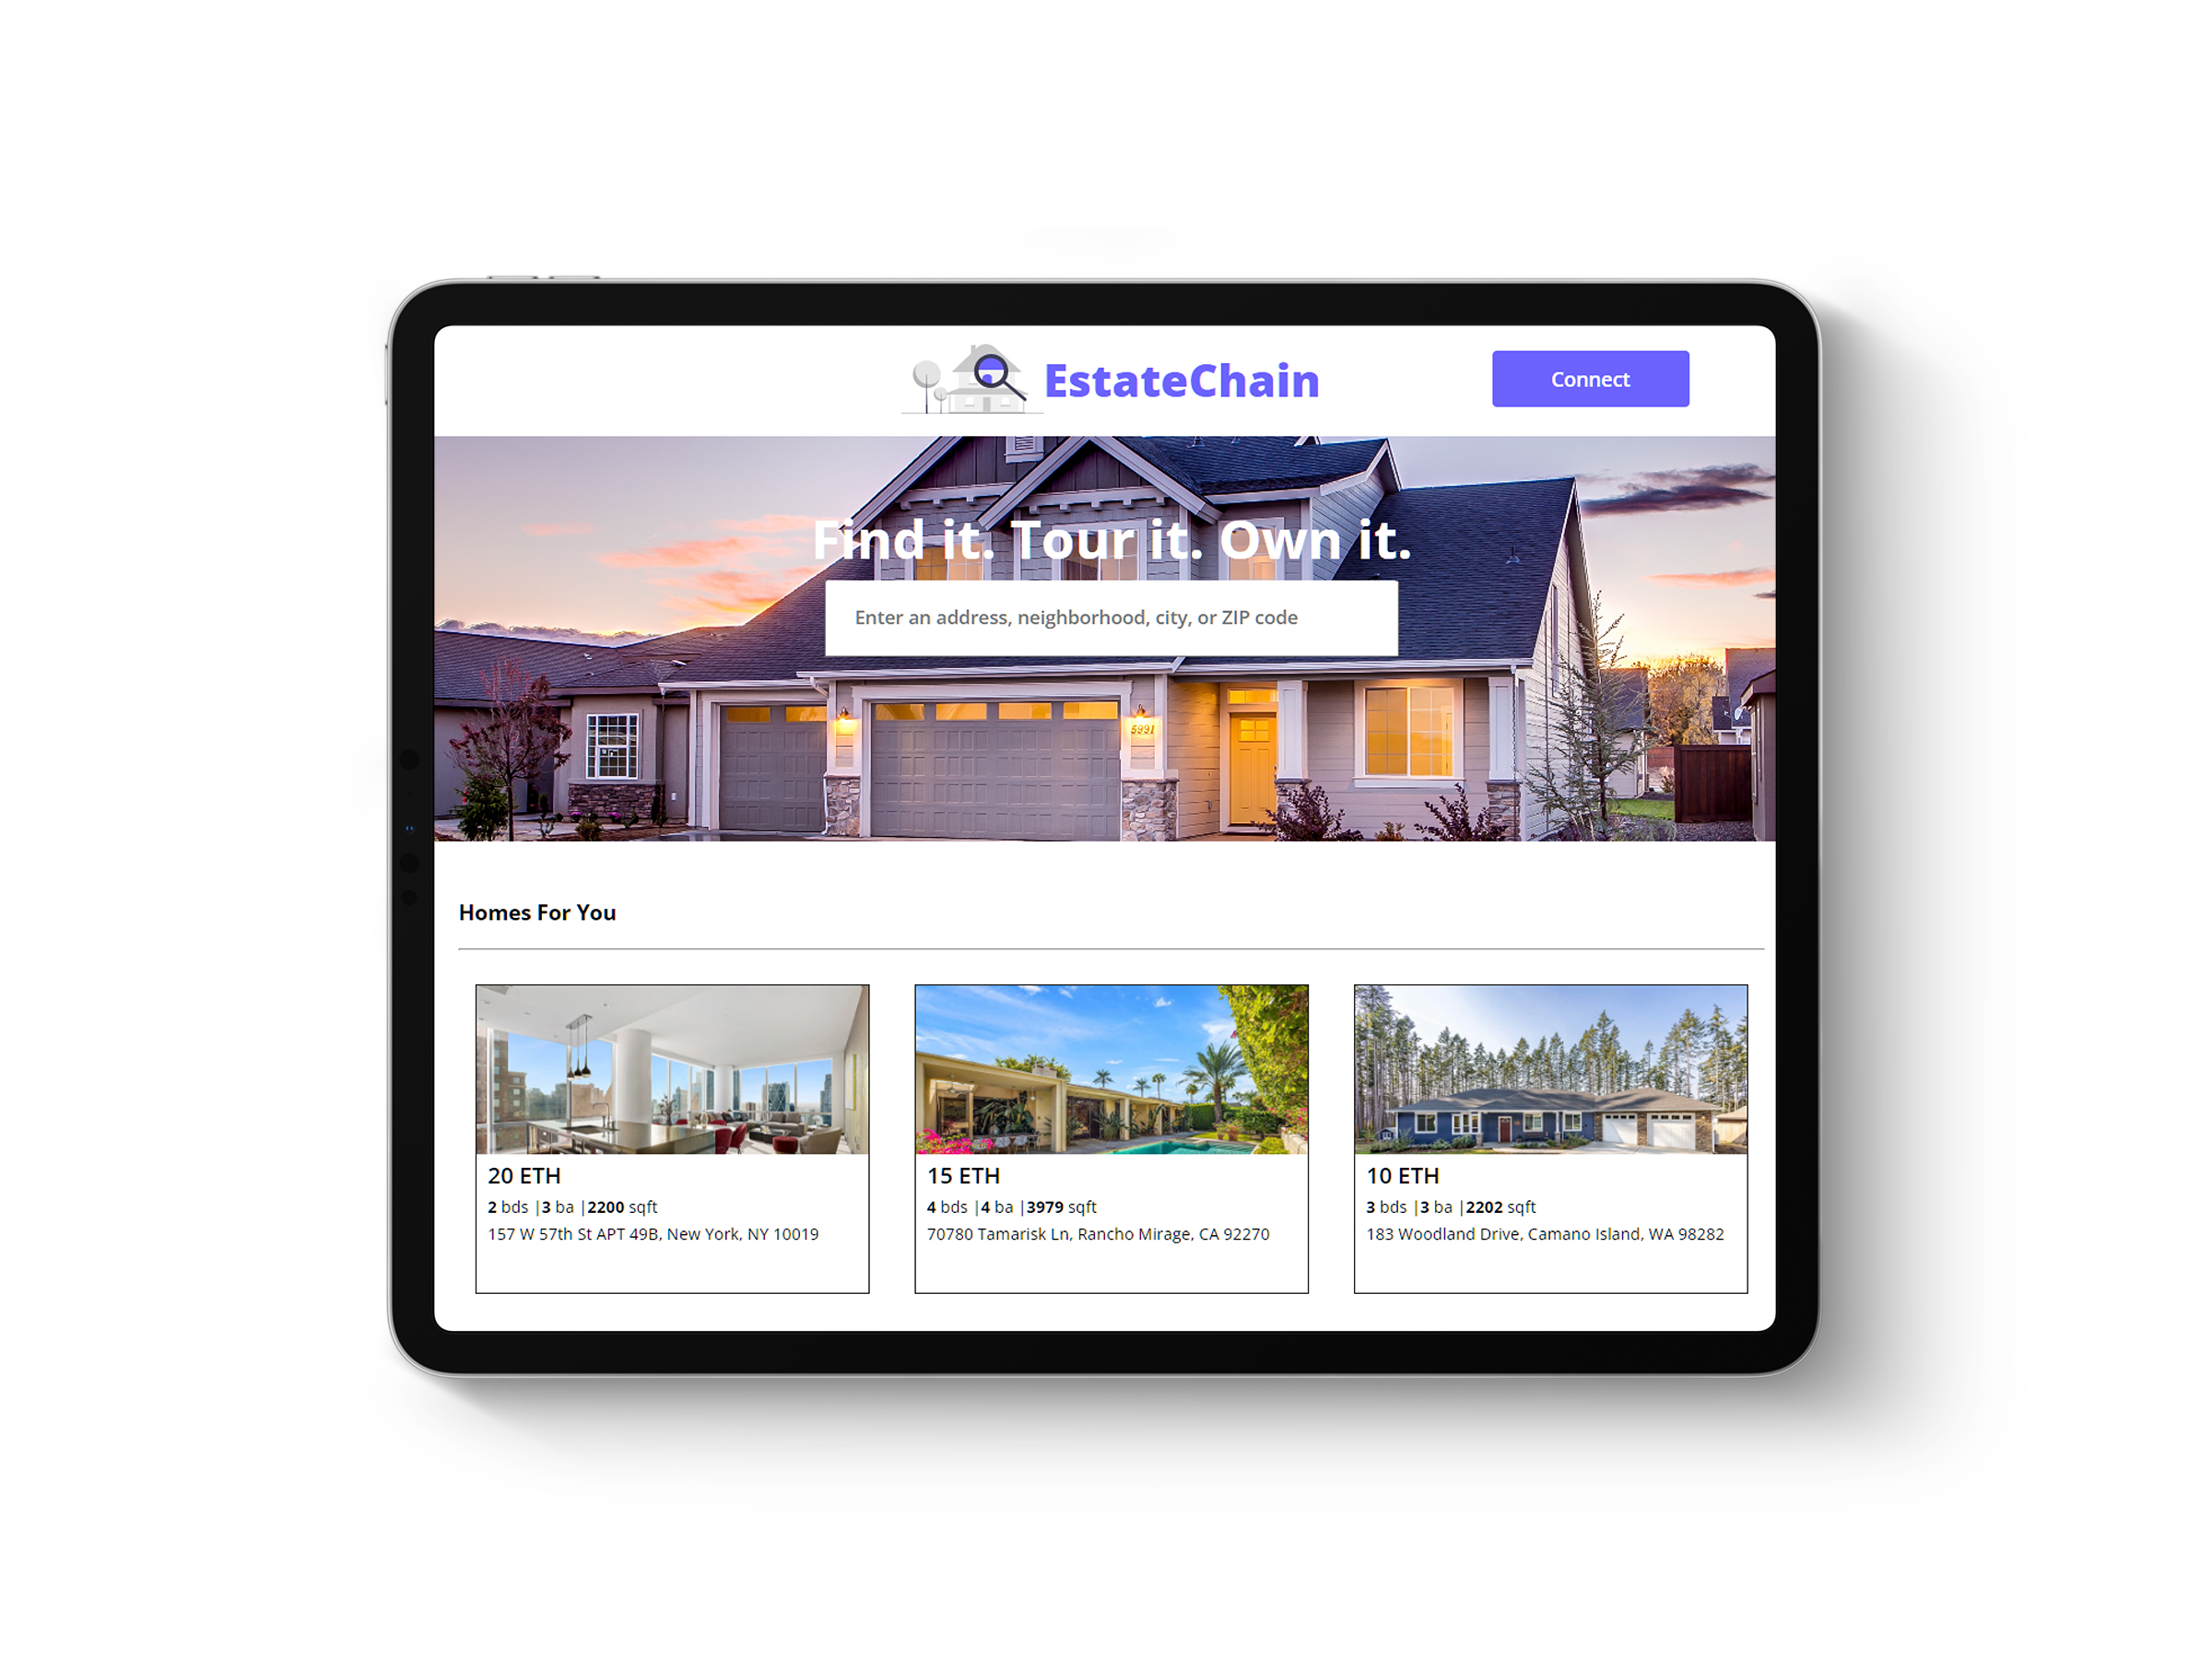 EstateChain
Connect
Find it. Tour it. Own it.
Enter an address, neighborhood, city, or ZIP code
5991
Homes For You
20 ETH
2 bds |3 ba |2200 sqft
157 W 57th St APT 49B, New York, NY 10019
15 ETH
4 bds |4 ba |3979 sqft
70780 Tamarisk Ln, Rancho Mirage, CA 92270
10 ETH
3 bds |3 ba |2202 sqft
183 Woodland Drive, Camano Island, WA 98282